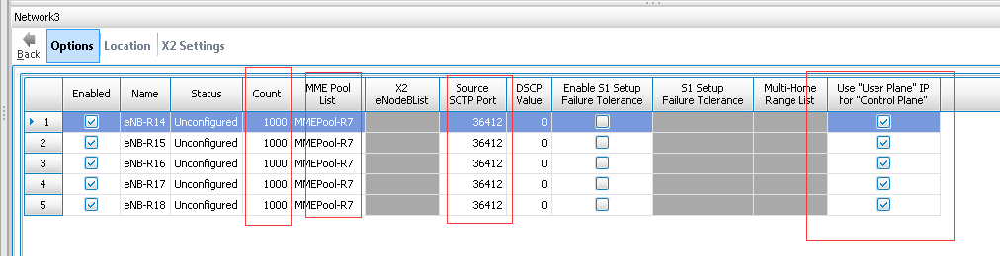 Network3
Back Options Location X2 Settings
Enabled Name Status Count MME Pool List X2 eNodeBList Source SCTP Port DSCP Value Enable S1 Setup Failure Tolerance S1 Setup Failure Tolerance Multi-Home Range List Use "User Plane" IP for "Control Plane"
1 eNB-R14 Unconfigured 1000 MMEPool-R7 36412 0
2 eNB-R15 Unconfigured 1000 MMEPool-R7 36412 0
3 eNB-R16 Unconfigured 1000 MMEPool-R7 36412 0
4 eNB-R17 Unconfigured 1000 MMEPool-R7 36412 0
5 eNB-R18 Unconfigured 1000 MMEPool-R7 36412 0